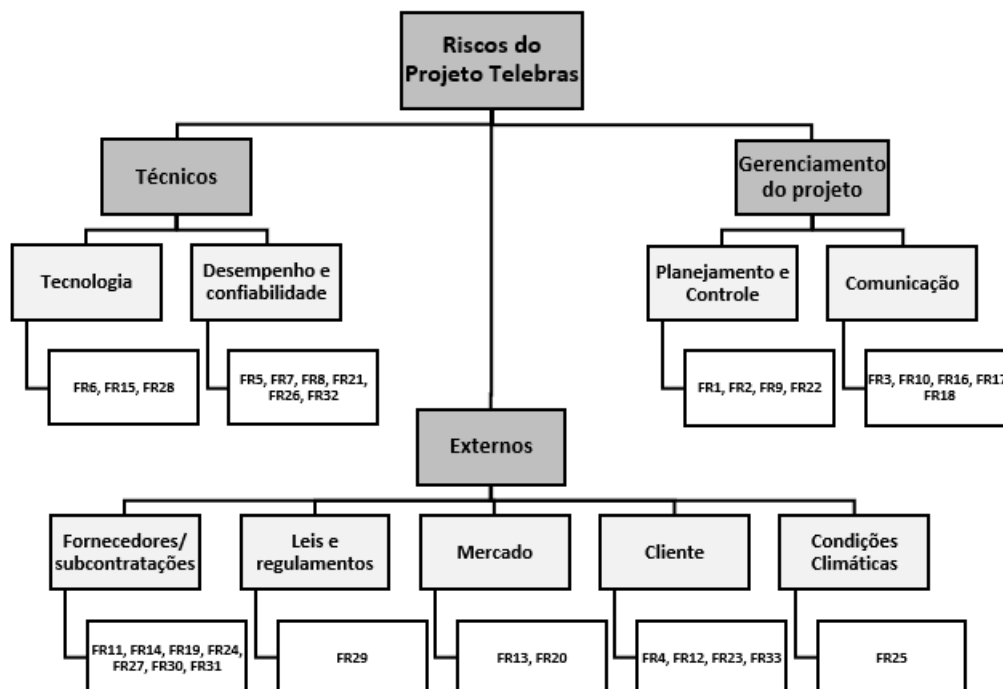 Riscos do
Projeto Telebras
Técnicos
Gerenciamento
do projeto
Tecnologia
Desempenho e
confiabilidade
Planejamento e
Controle
Comunicação
FR6, FR15, FR28
FR5, FR7, FR8, FR21,
FR26, FR32
FR1, FR2, FR9, FR22
FR3, FR10, FR16, FR17
FR18
Externos
Fornecedores/
subcontratações
Leis e
regulamentos
Mercado
Cliente
Condições
Climáticas
FR11, FR14, FR19, FR24,
FR27, FR30, FR31
FR29
FR13, FR20
FR4, FR12, FR23, FR33
FR25